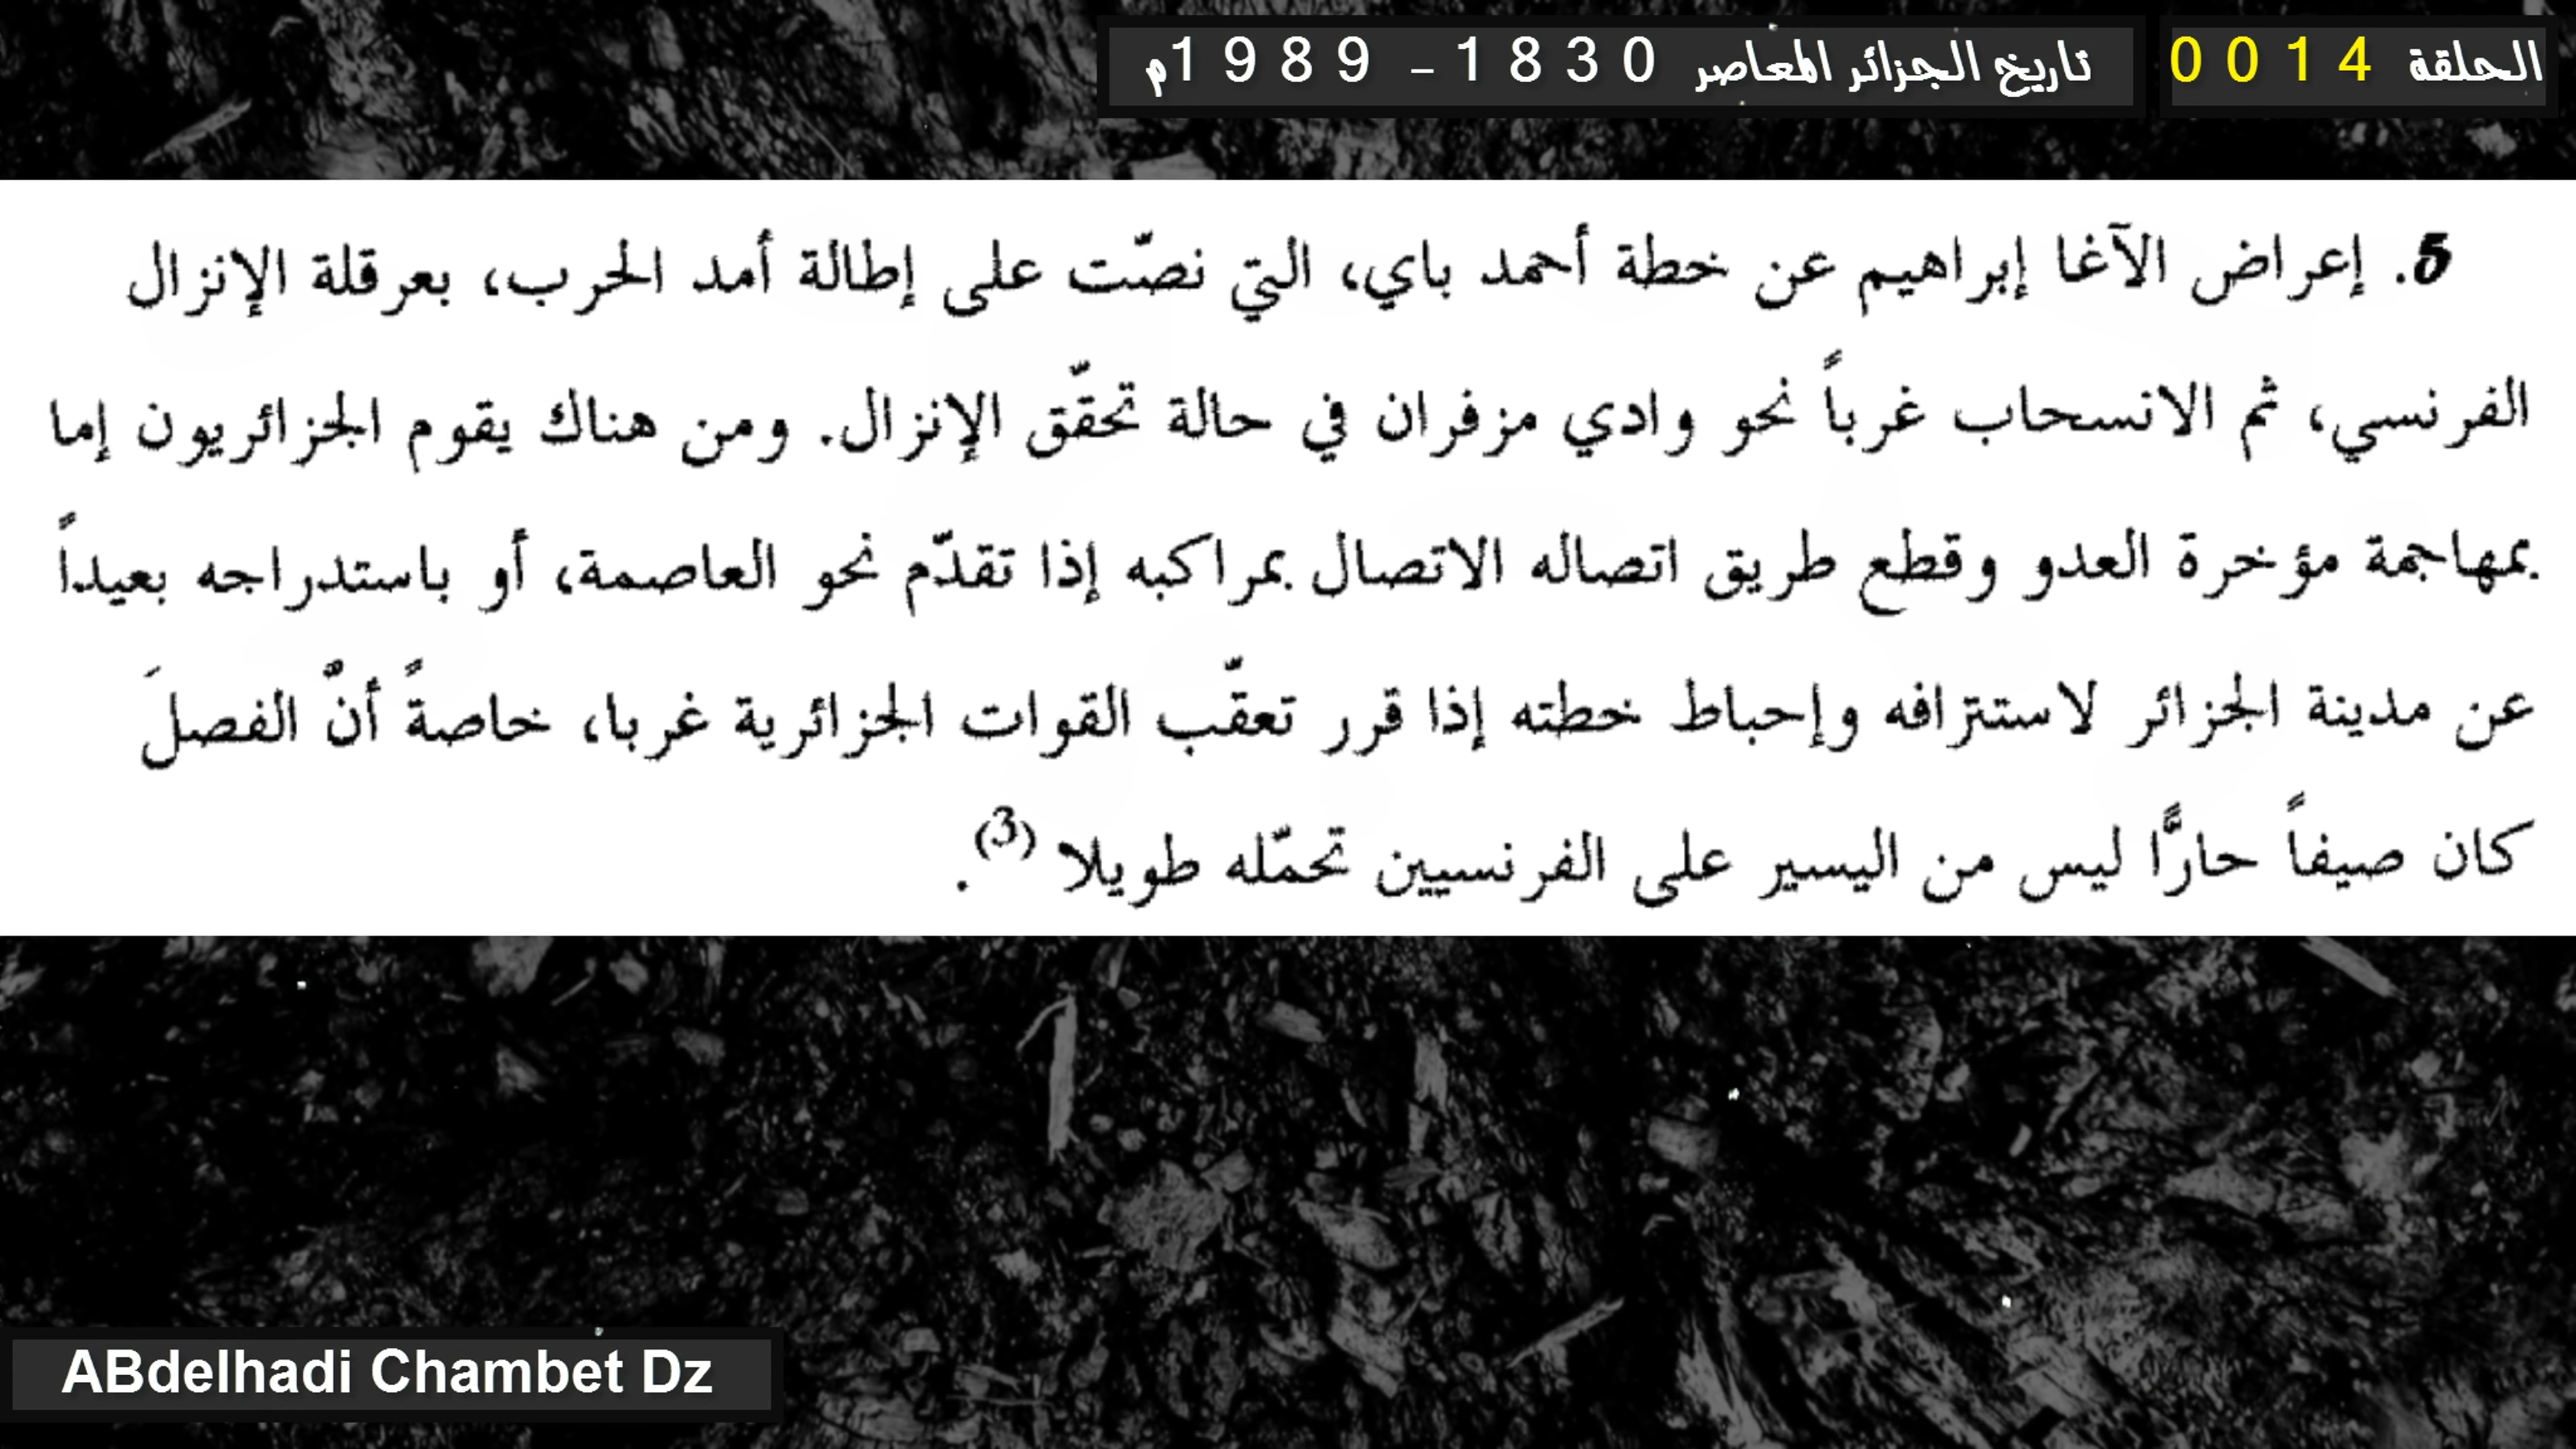 الحلقة 0014
تاريخ الجزائر المعاصر 1830 – 1989م
5. إعراض الآغا إبراهيم عن خطة أحمد باي، التي نصّت على إطالة أمد الحرب، بعرقلة الإنزال
الفرنسي، ثم الانسحاب غرباً نحو وادي مزفران في حالة تحقّق الإنزال. ومن هناك يقوم الجزائريون إما
بمهاجمة مؤخرة العدو وقطع طريق اتصاله الاتصال بمراكبه إذا تقدّم نحو العاصمة، أو باستدراجه بعيداً
عن مدينة الجزائر لاستنزافه وإحباط خطته إذا قرر تعقّب القوات الجزائرية غربا، خاصةً أنّ الفصلَ
كان صيفاً حارًّا ليس من اليسير على الفرنسيين تحمّله طويلا (3).
ABdelhadi Chambet Dz